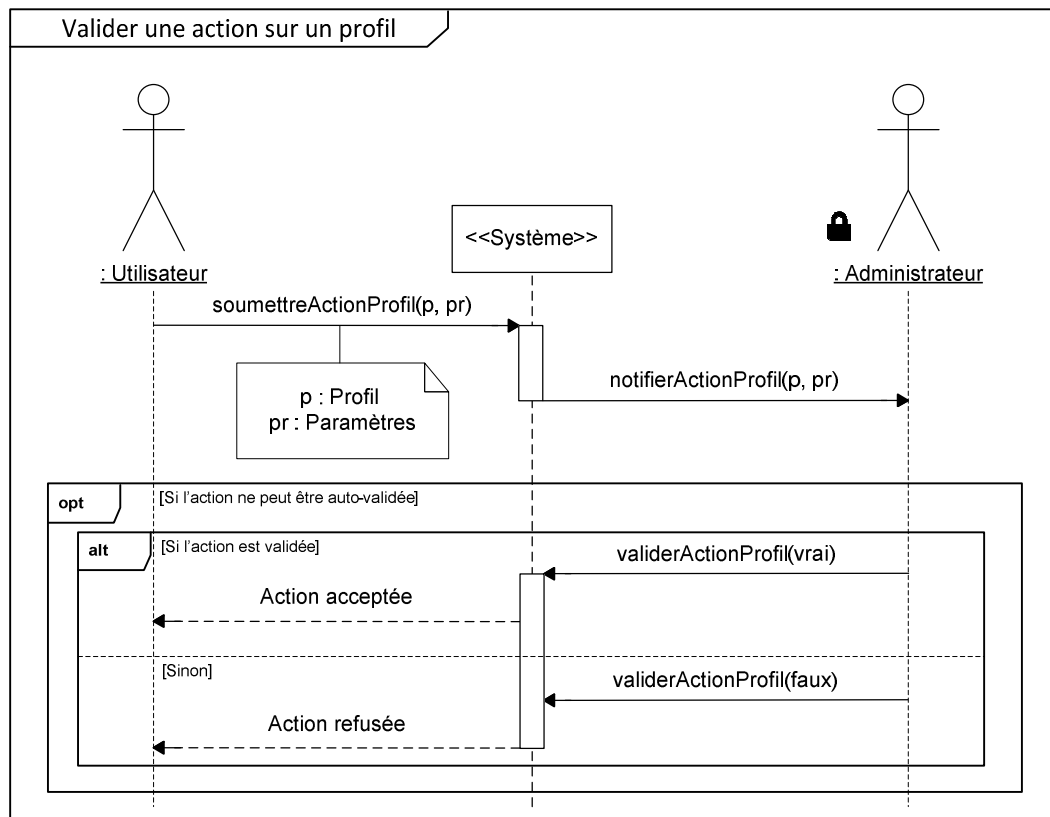 Valider une action sur un profil
<<Système>>
: Utilisateur
: Administrateur
soumettreActionProfil(p, pr)
notifierActionProfil(p, pr)
p : Profil
pr : Paramètres
opt
[Si l'action ne peut être auto-validée]
alt
[Si l'action est validée]
validerActionProfil(vrai)
Action acceptée
[Sinon]
validerActionProfil(faux)
Action refusée